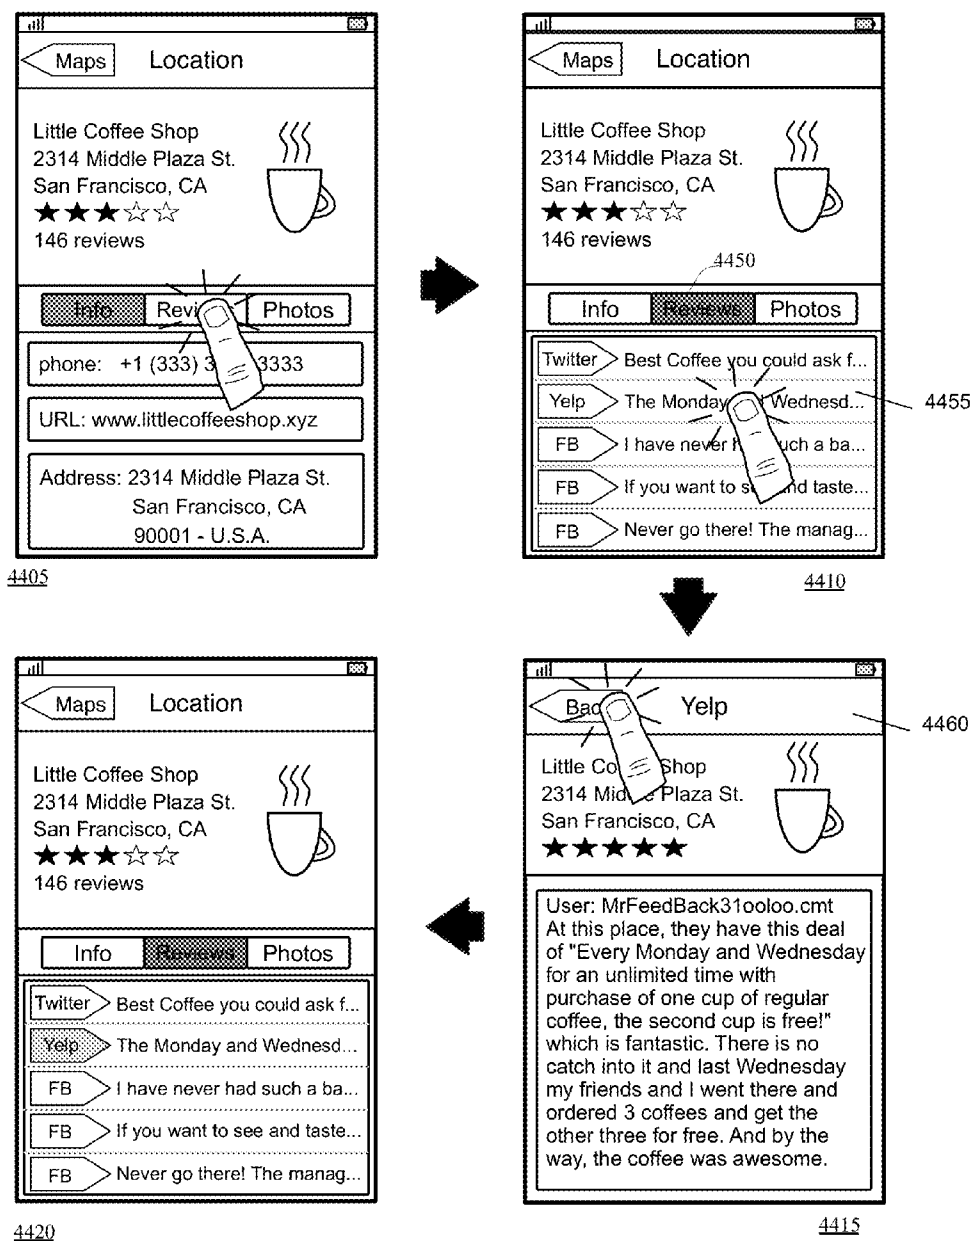 Maps
Location
Little Coffee Shop
2314 Middle Plaza St.
San Francisco, CA
146 reviews
Info
Photos
phone: +1 (333) 3 3333
URL: www.littlecoffeeshop.xyz
Address: 2314 Middle Plaza St.
San Francisco, CA
90001 - U.S.A.
4405
Maps
Location
Little Coffee Shop
2314 Middle Plaza St.
San Francisco, CA
146 reviews
4450
Info
Reviews
Photos
Twitter
Best Coffee you could ask f...
Yelp
The Monday Wednesd...
4455
FB
I have never such a ba...
FB
If you want to taste...
FB
Never go there! The manag...
4410
Yelp
4460
Little Shop
2314 Plaza St.
San Francisco, CA
User: MrFeedBack31ooloo.cmt
At this place, they have this deal
of "Every Monday and Wednesday
for an unlimited time with
purchase of one cup of regular
coffee, the second cup is free!"
which is fantastic. There is no
catch into it and last Wednesday
my friends and I went there and
ordered 3 coffees and get the
other three for free. And by the
way, the coffee was awesome.
4415
Maps
Location
Little Coffee Shop
2314 Middle Plaza St.
San Francisco, CA
146 reviews
Info
Reviews
Photos
Twitter
Best Coffee you could ask f...
Yelp
The Monday and Wednesd...
FB
I have never had such a ba...
FB
If you want to see and taste...
FB
Never go there! The manag...
4420